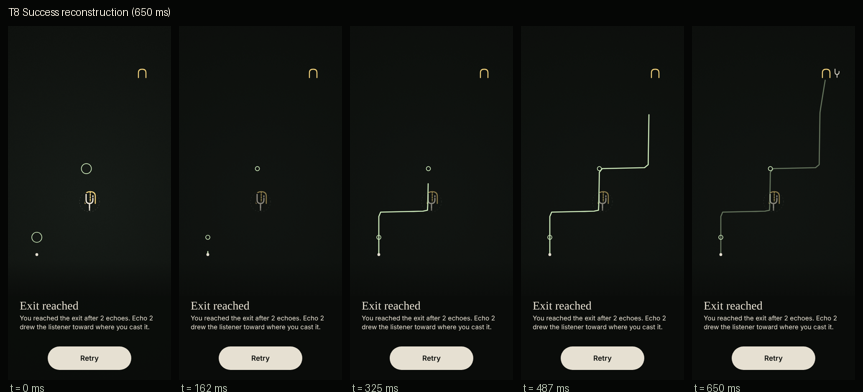 T8 Success reconstruction (650 ms)
Exit reached
You reached the exit after 2 echoes. Echo 2
drew the listener toward where you cast it.
Retry
t = 0 ms
Exit reached
You reached the exit after 2 echoes. Echo 2
drew the listener toward where you cast it.
Retry
t = 162 ms
Exit reached
You reached the exit after 2 echoes. Echo 2
drew the listener toward where you cast it.
Retry
t = 325 ms
Exit reached
You reached the exit after 2 echoes. Echo 2
drew the listener toward where you cast it.
Retry
t = 487 ms
Exit reached
You reached the exit after 2 echoes. Echo 2
drew the listener toward where you cast it.
Retry
t = 650 ms